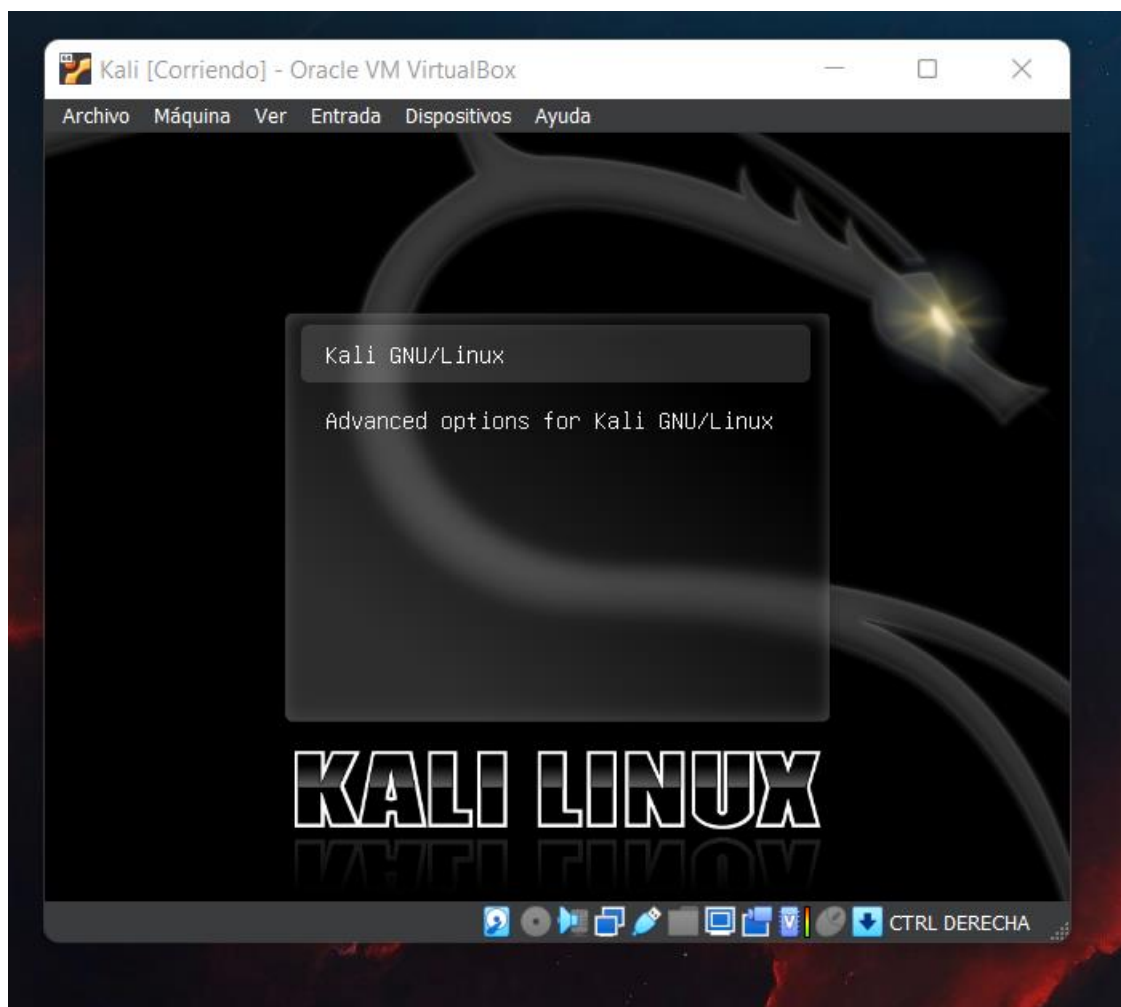 Kali [Corriendo] - Oracle VM VirtualBox
Archivo Máquina Ver Entrada Dispositivos Ayuda
Kali GNU/Linux
Advanced options for Kali GNU/Linux
KALI LINUX
CTRL DERECHA